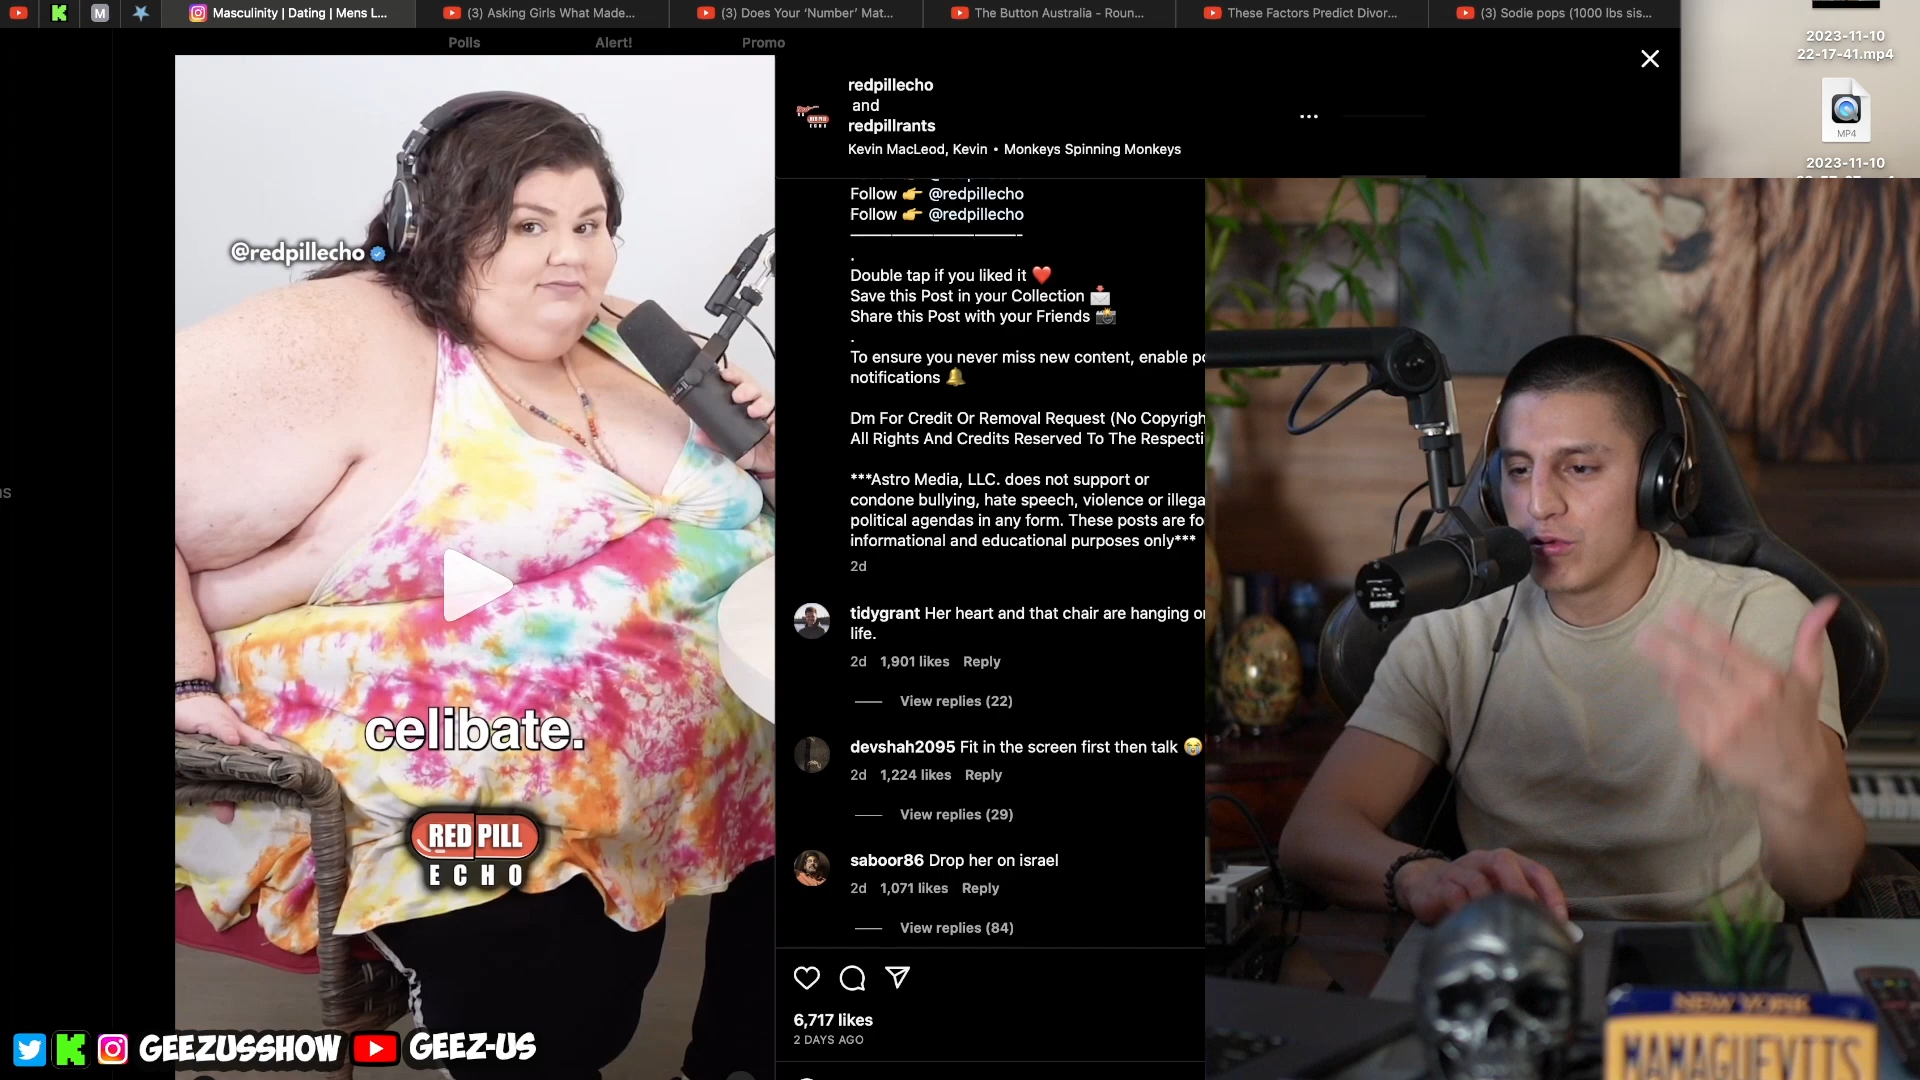 Masculinity | Dating | Mens L...
(3) Asking Girls What Made...
(3) Does Your ‘Number’ Mat...
The Button Australia - Roun...
These Factors Predict Divor...
(3) Sodie pops (1000 lbs sis...
M
Polls
Alert!
Promo
2023-11-10
22-17-41.mp4
MP4
2023-11-10
redpillecho
and
redpillrants
Kevin MacLeod, Kevin • Monkeys Spinning Monkeys
RED PILL
ECHO
Follow 👉 @redpillecho
Follow 👉 @redpillecho
———————————-
.
Double tap if you liked it ❤️
Save this Post in your Collection 📩
Share this Post with your Friends 📸
.
To ensure you never miss new content, enable po
notifications 🔔
Dm For Credit Or Removal Request (No Copyrigh
All Rights And Credits Reserved To The Respecti
***Astro Media, LLC. does not support or
condone bullying, hate speech, violence or illega
political agendas in any form. These posts are fo
informational and educational purposes only***
2d
tidygrant Her heart and that chair are hanging on
life.
2d 1,901 likes Reply
View replies (22)
devshah2095 Fit in the screen first then talk 😭
2d 1,224 likes Reply
View replies (29)
saboor86 Drop her on israel
2d 1,071 likes Reply
View replies (84)
6,717 likes
2 DAYS AGO
@redpillecho
celibate.
RED PILL
ECHO
as
GEEZUSSHOW
GEEZ-US
SHURE
NEW YORK
MAMAGUEVITS